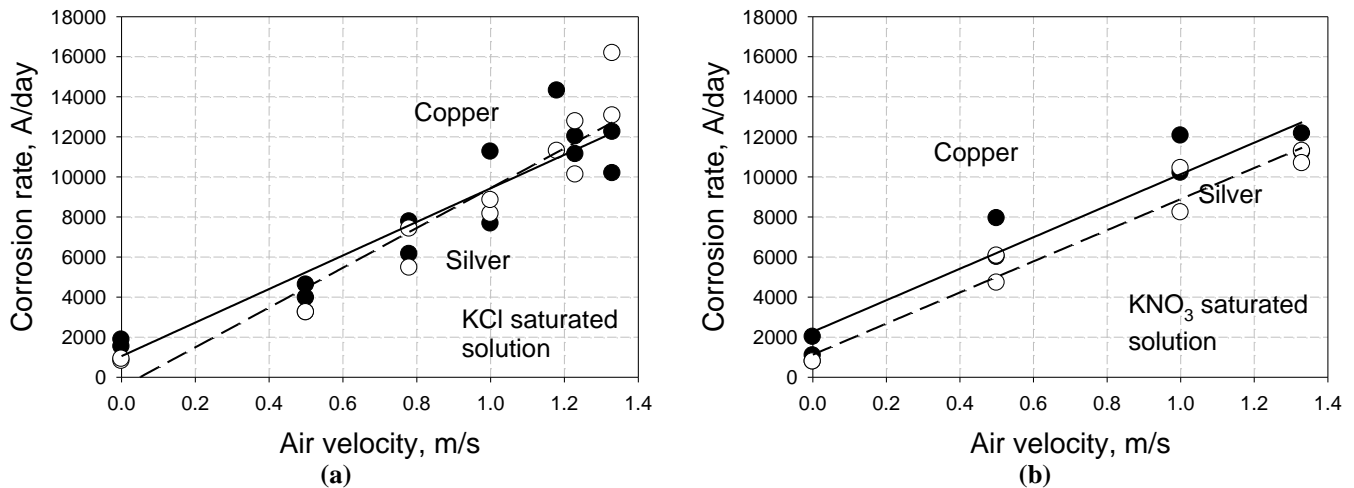 Corrosion rate, A/day
18000
16000
14000
12000
10000
8000
6000
4000
2000
0
Copper
Silver
KCl saturated
solution
0.0 0.2 0.4 0.6 0.8 1.0 1.2 1.4
Air velocity, m/s
(a)
Corrosion rate, A/day
18000
16000
14000
12000
10000
8000
6000
4000
2000
0
Copper
Silver
KNO3 saturated
solution
0.0 0.2 0.4 0.6 0.8 1.0 1.2 1.4
Air velocity, m/s
(b)